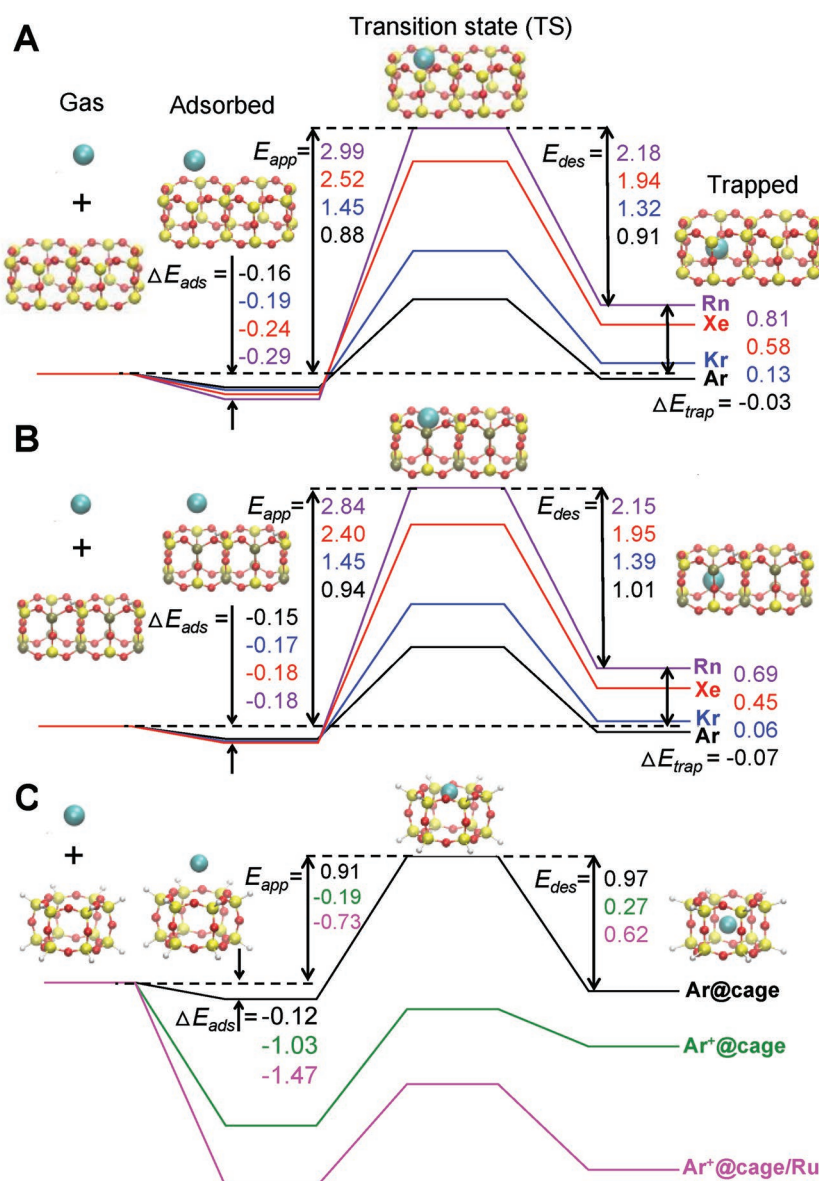 A
Transition state (TS)
Gas
Adsorbed
+
E_app= 2.99
2.52
1.45
0.88
E_des= 2.18
1.94
1.32
0.91
Trapped
ΔE_ads = -0.16
-0.19
-0.24
-0.29
Rn
Xe 0.81
0.58
Kr
Ar 0.13
ΔE_trap = -0.03
B
+
E_app= 2.84
2.40
1.45
0.94
E_des= 2.15
1.95
1.39
1.01
ΔE_ads = -0.15
-0.17
-0.18
-0.18
Rn 0.69
Xe 0.45
Kr 0.06
Ar
ΔE_trap = -0.07
C
+
E_app= 0.91
-0.19
-0.73
E_des= 0.97
0.27
0.62
Ar@cage
ΔE_ads = -0.12
-1.03
-1.47
Ar⁺@cage
Ar⁺@cage/Ru